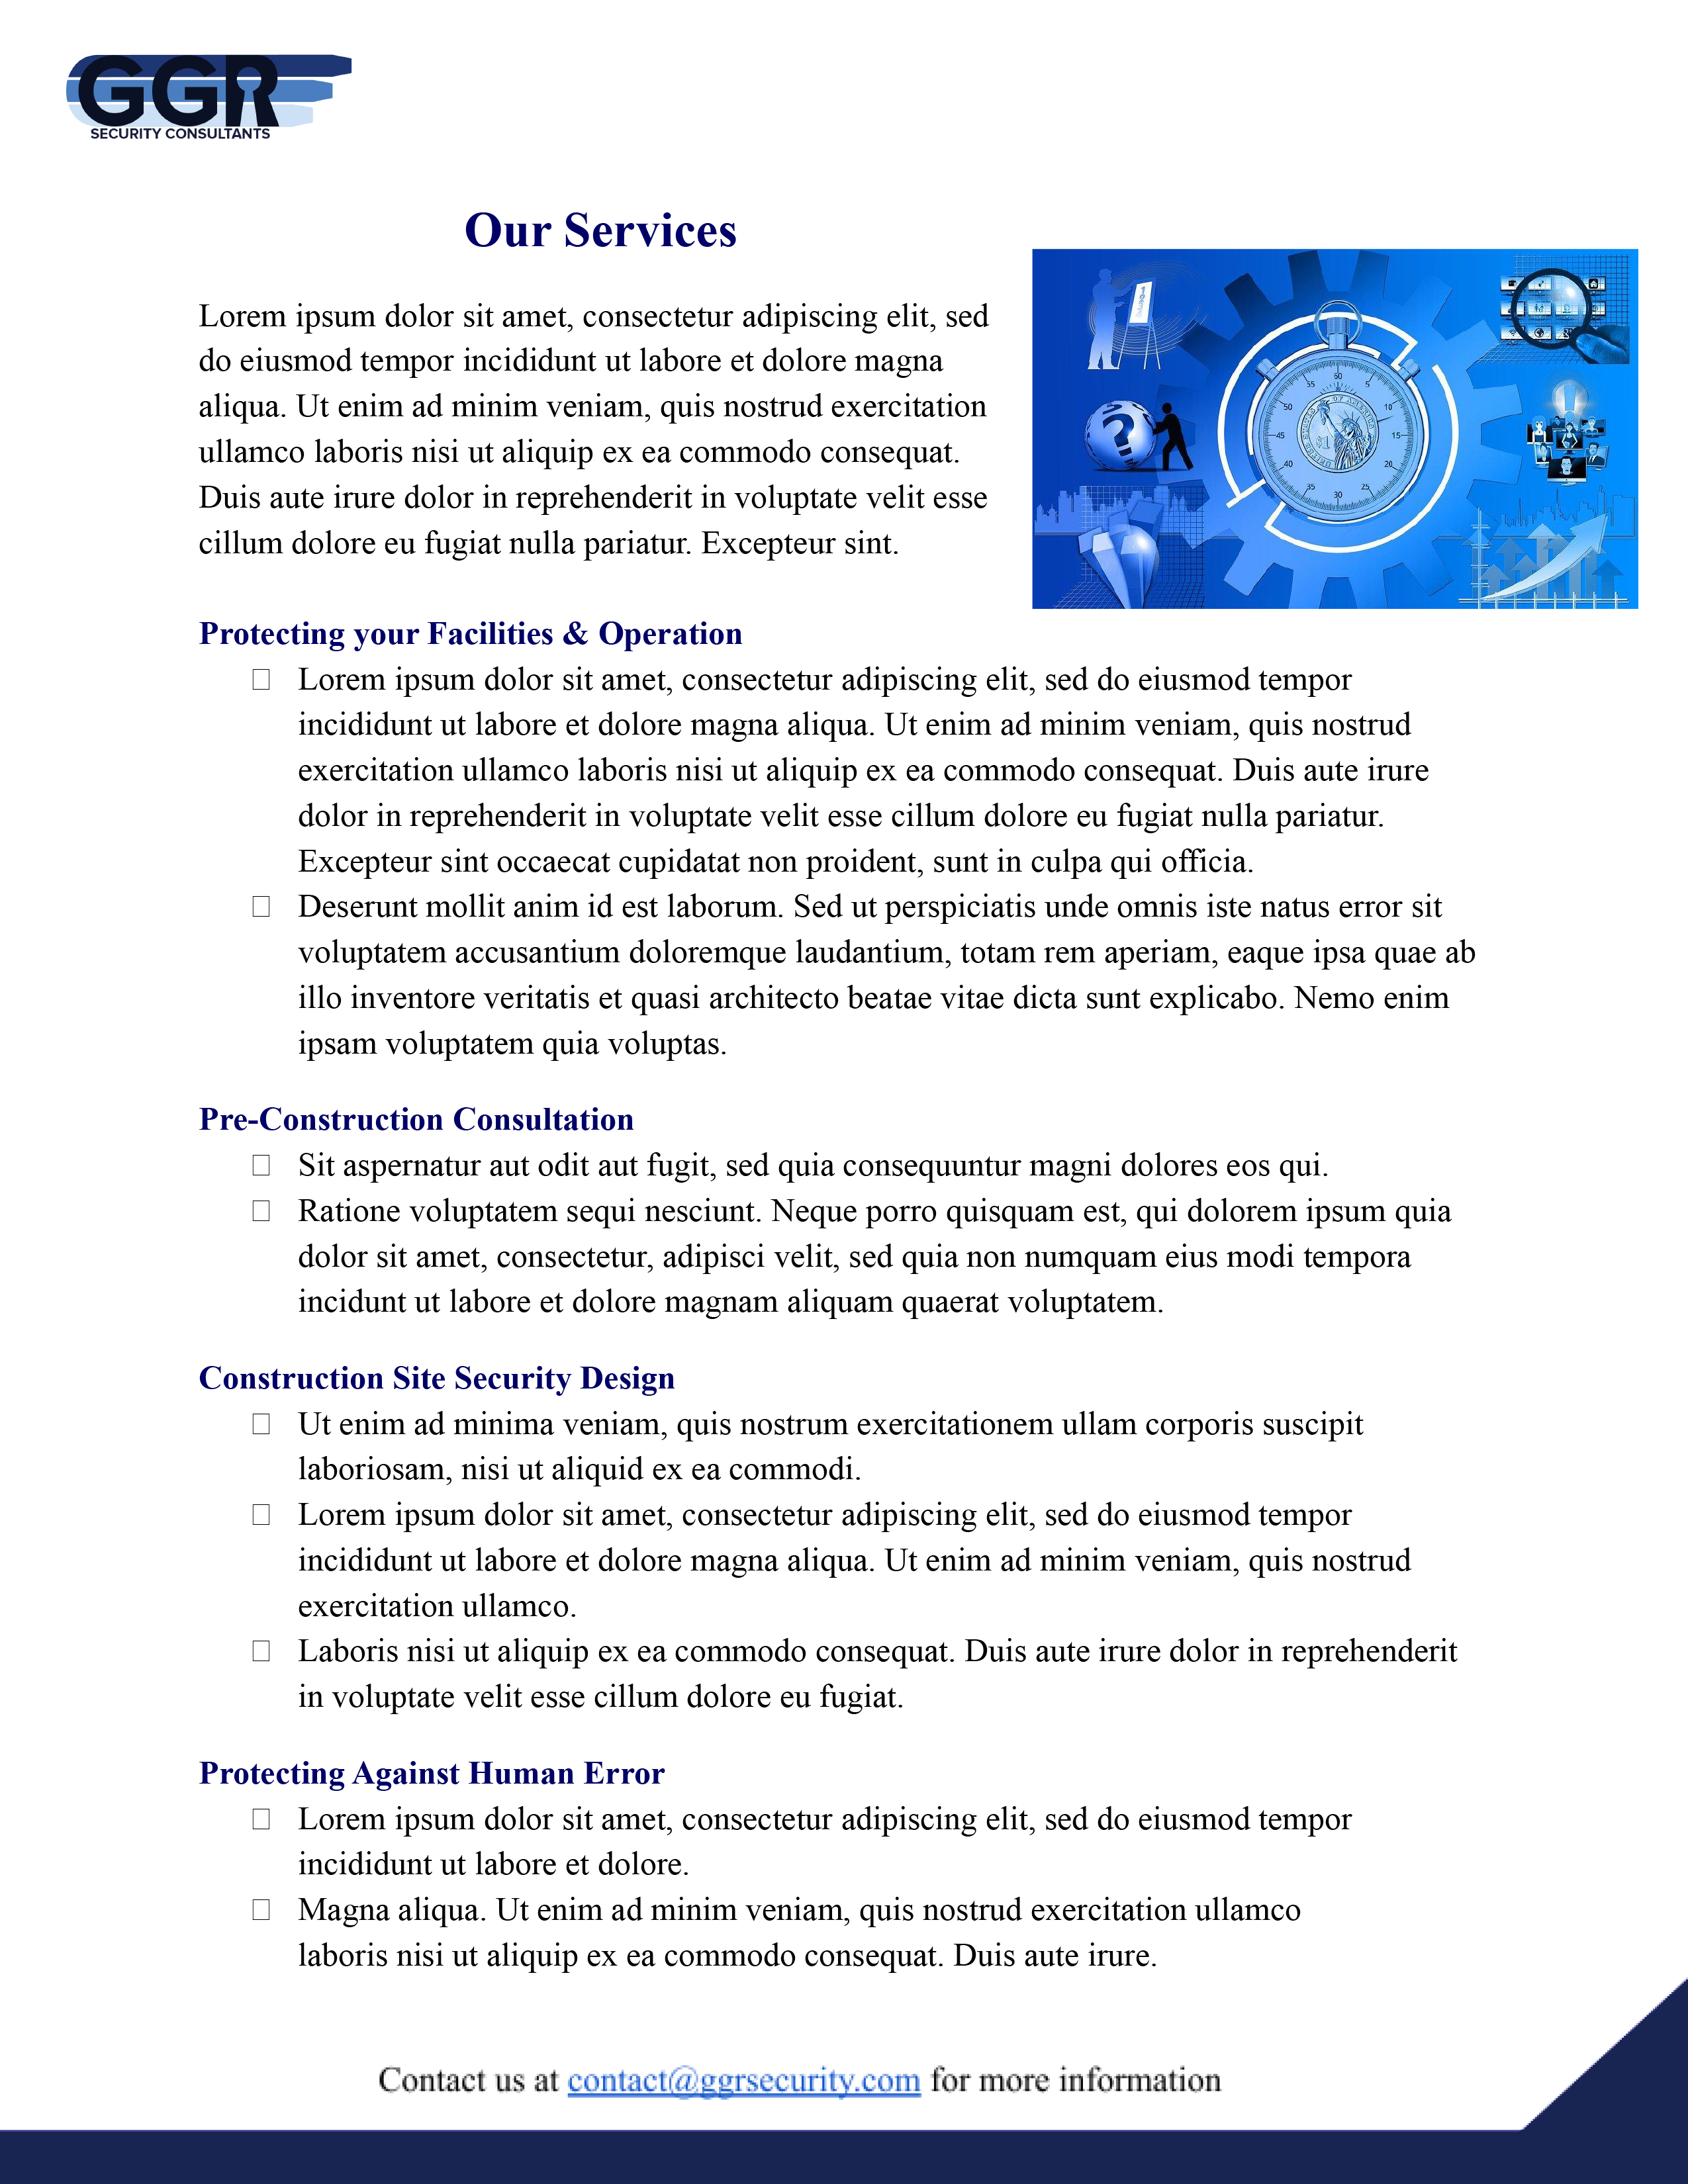 GGR
SECURITY CONSULTANTS
Our Services
Lorem ipsum dolor sit amet, consectetur adipiscing elit, sed
do eiusmod tempor incididunt ut labore et dolore magna
aliqua. Ut enim ad minim veniam, quis nostrud exercitation
ullamco laboris nisi ut aliquip ex ea commodo consequat.
Duis aute irure dolor in reprehenderit in voluptate velit esse
cillum dolore eu fugiat nulla pariatur. Excepteur sint.
60
5
10
15
20
25
30
35
40
45
50
55
UNITED STATES OF AMERICA
$1
?
Protecting your Facilities & Operation
Lorem ipsum dolor sit amet, consectetur adipiscing elit, sed do eiusmod tempor
incididunt ut labore et dolore magna aliqua. Ut enim ad minim veniam, quis nostrud
exercitation ullamco laboris nisi ut aliquip ex ea commodo consequat. Duis aute irure
dolor in reprehenderit in voluptate velit esse cillum dolore eu fugiat nulla pariatur.
Excepteur sint occaecat cupidatat non proident, sunt in culpa qui officia.
Deserunt mollit anim id est laborum. Sed ut perspiciatis unde omnis iste natus error sit
voluptatem accusantium doloremque laudantium, totam rem aperiam, eaque ipsa quae ab
illo inventore veritatis et quasi architecto beatae vitae dicta sunt explicabo. Nemo enim
ipsam voluptatem quia voluptas.
Pre-Construction Consultation
Sit aspernatur aut odit aut fugit, sed quia consequuntur magni dolores eos qui.
Ratione voluptatem sequi nesciunt. Neque porro quisquam est, qui dolorem ipsum quia
dolor sit amet, consectetur, adipisci velit, sed quia non numquam eius modi tempora
incidunt ut labore et dolore magnam aliquam quaerat voluptatem.
Construction Site Security Design
Ut enim ad minima veniam, quis nostrum exercitationem ullam corporis suscipit
laboriosam, nisi ut aliquid ex ea commodi.
Lorem ipsum dolor sit amet, consectetur adipiscing elit, sed do eiusmod tempor
incididunt ut labore et dolore magna aliqua. Ut enim ad minim veniam, quis nostrud
exercitation ullamco.
Laboris nisi ut aliquip ex ea commodo consequat. Duis aute irure dolor in reprehenderit
in voluptate velit esse cillum dolore eu fugiat.
Protecting Against Human Error
Lorem ipsum dolor sit amet, consectetur adipiscing elit, sed do eiusmod tempor
incididunt ut labore et dolore.
Magna aliqua. Ut enim ad minim veniam, quis nostrud exercitation ullamco
laboris nisi ut aliquip ex ea commodo consequat. Duis aute irure.
Contact us at contact@ggrsecurity.com for more information